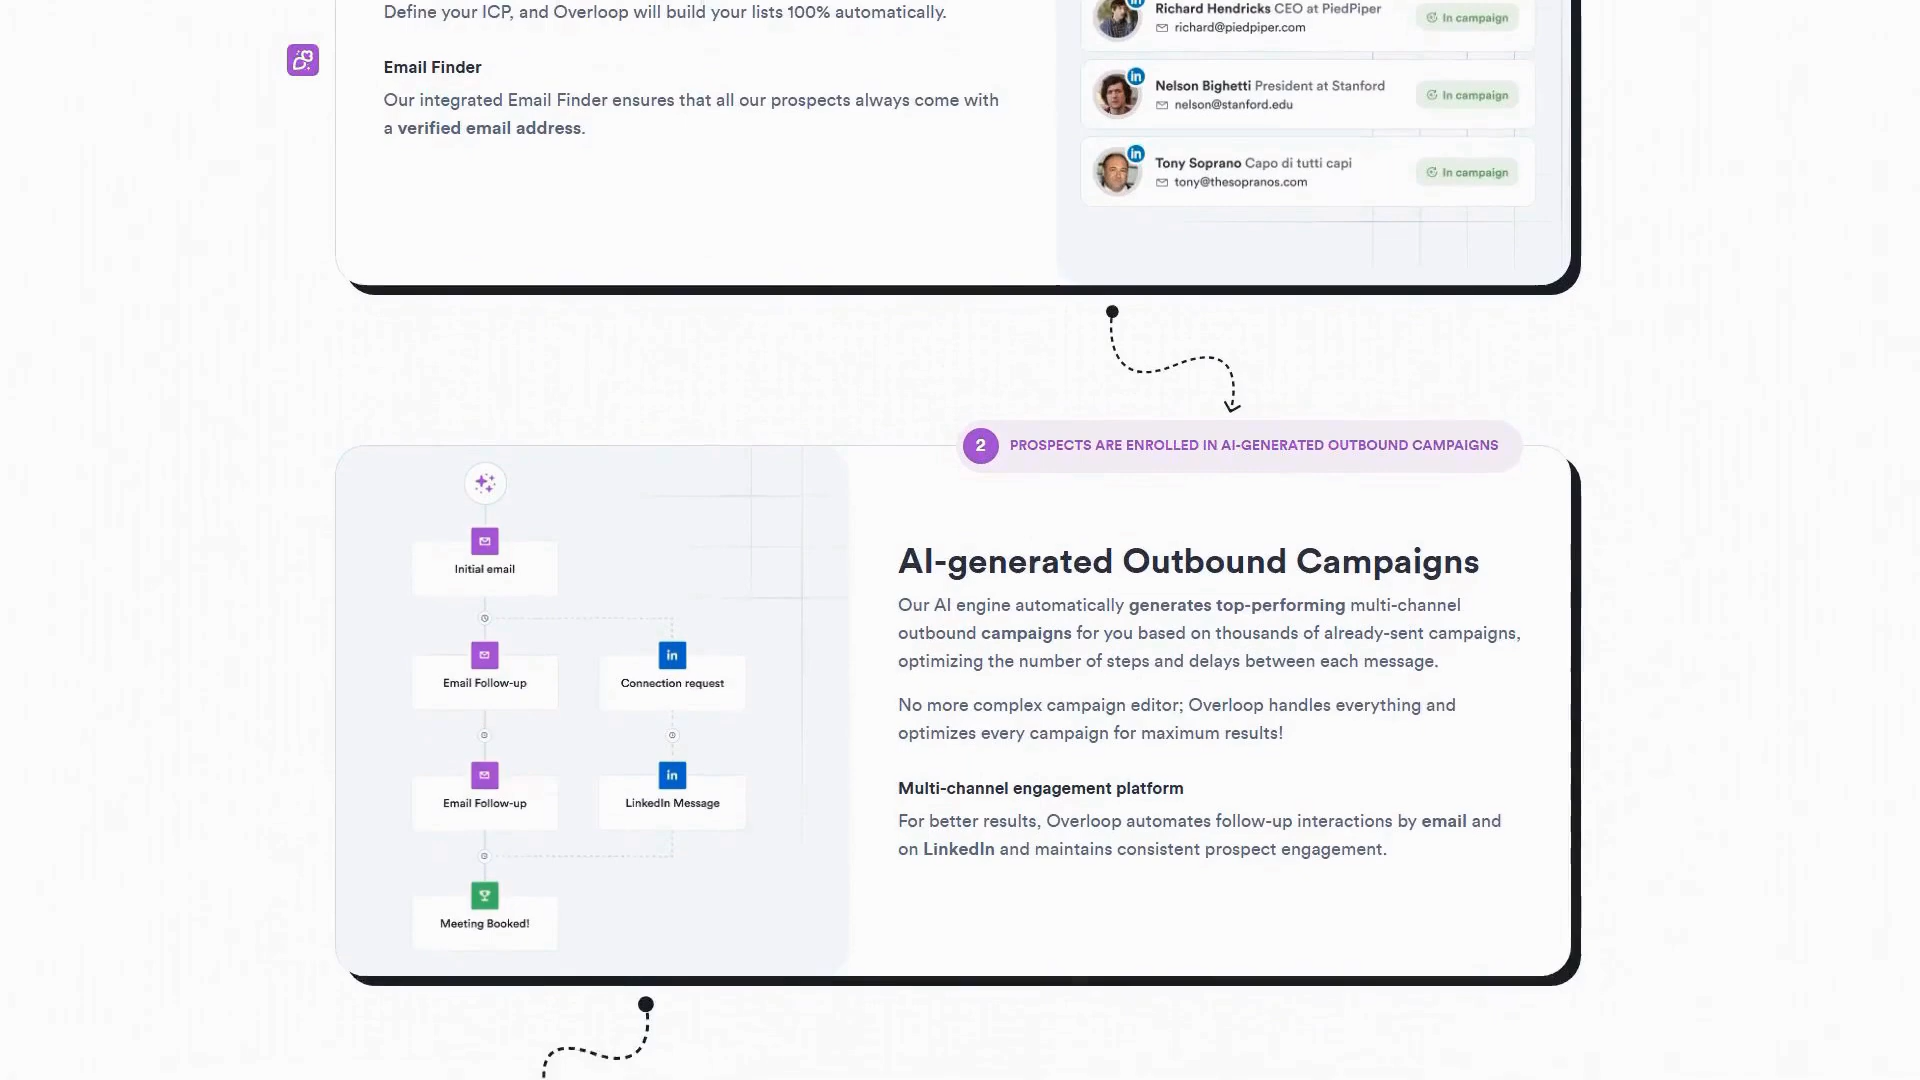 Define your ICP, and Overloop will build your lists 100% automatically.
Email Finder
Our integrated Email Finder ensures that all our prospects always come with
a verified email address.
Richard Hendricks CEO at PiedPiper
richard@piedpiper.com
In campaign
Nelson Bighetti President at Stanford
nelson@stanford.edu
In campaign
Tony Soprano Capo di tutti capi
tony@thesopranos.com
In campaign
2 PROSPECTS ARE ENROLLED IN AI-GENERATED OUTBOUND CAMPAIGNS
Initial email
Email Follow-up
in
Connection request
Email Follow-up
in
LinkedIn Message
Meeting Booked!
AI-generated Outbound Campaigns
Our AI engine automatically generates top-performing multi-channel
outbound campaigns for you based on thousands of already-sent campaigns,
optimizing the number of steps and delays between each message.
No more complex campaign editor; Overloop handles everything and
optimizes every campaign for maximum results!
Multi-channel engagement platform
For better results, Overloop automates follow-up interactions by email and
on LinkedIn and maintains consistent prospect engagement.